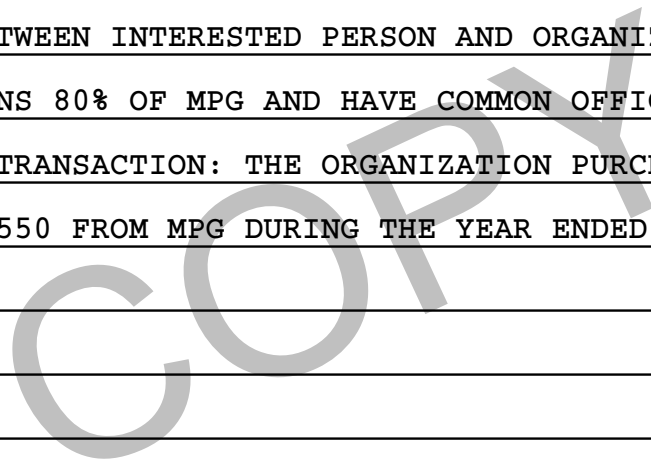 TWEEN INTERESTED PERSON AND ORGANI
NS 80% OF MPG AND HAVE COMMON OFFIC
TRANSACTION: THE ORGANIZATION PURC
550 FROM MPG DURING THE YEAR ENDED
COPY